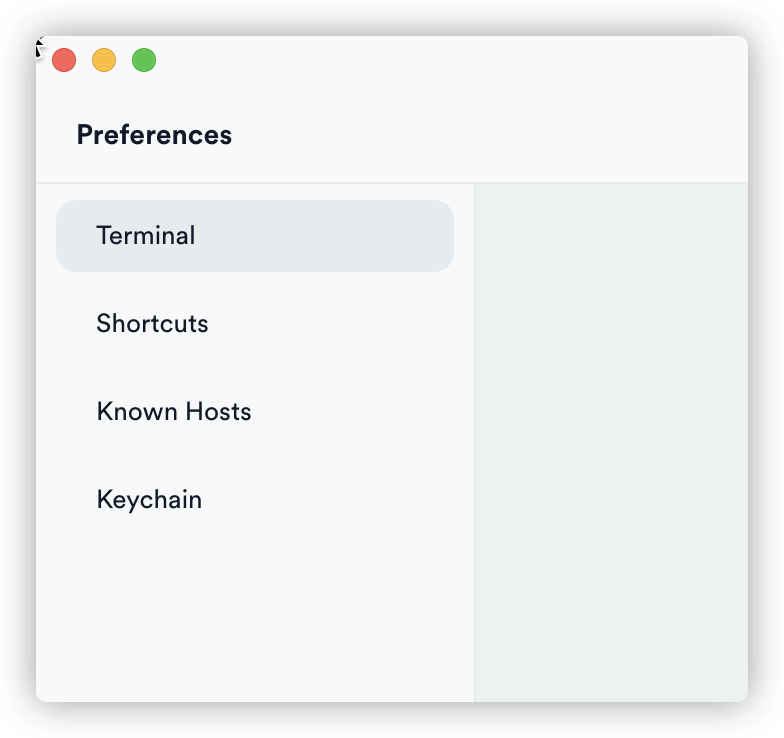 Preferences
Terminal
Shortcuts
Known Hosts
Keychain